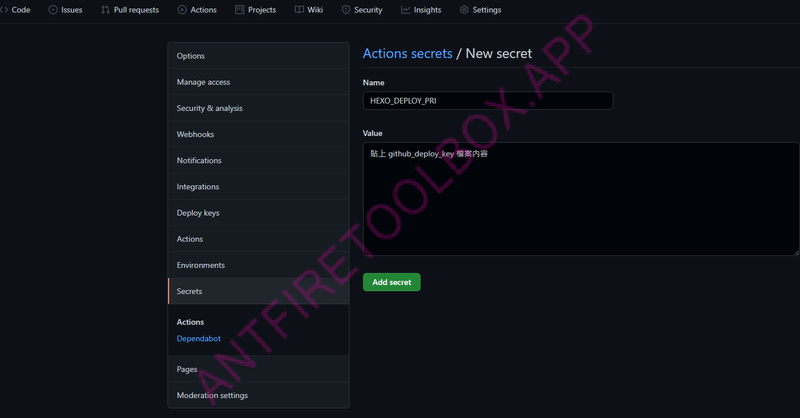 Code Issues Pull requests Actions Projects Wiki Security Insights Settings
Options
Manage access
Security & analysis
Webhooks
Notifications
Integrations
Deploy keys
Actions
Environments
Secrets
Actions
Dependabot
Pages
Moderation settings
Actions secrets / New secret
Name
HEXO_DEPLOY_PRI
Value
貼上 github_deploy_key 檔案內容
Add secret
ANTFIRETOOLBOX.APP